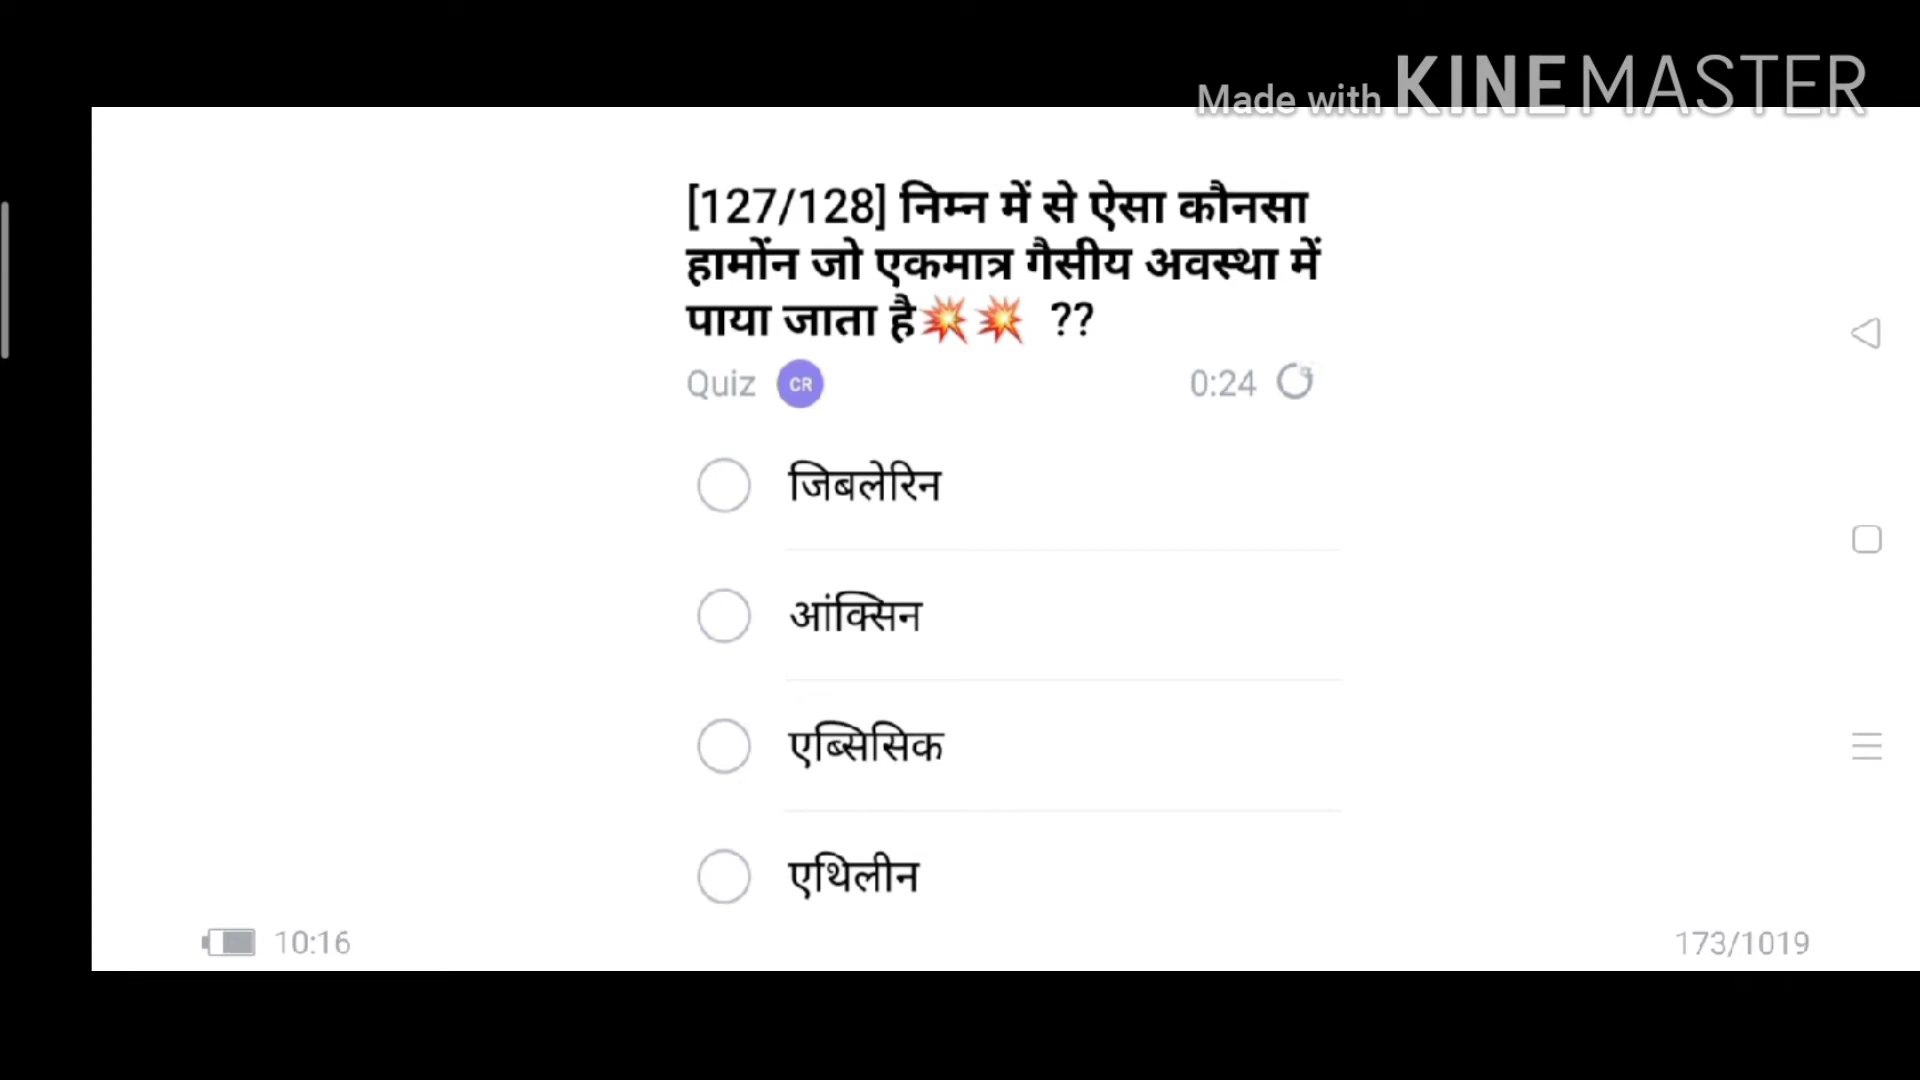 Made with KINEMASTER
[127/128] निम्न में से ऐसा कौनसा
हार्मोन जो एकमात्र गैसीय अवस्था में
पाया जाता है💥💥 ??
Quiz CR 0:24
जिबलेरिन
आंक्सिन
एब्सिसिक
एथिलीन
10:16 173/1019